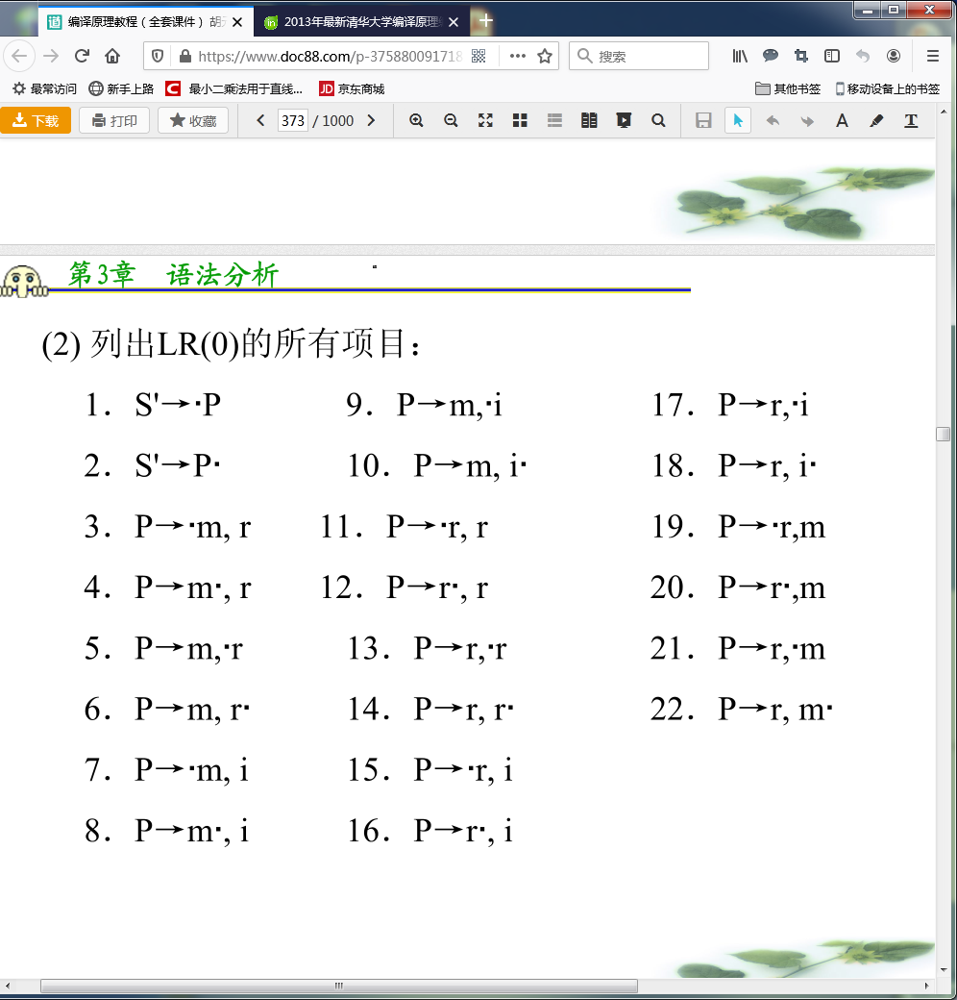 编译原理教程（全套课件）胡
2013年最新清华大学编译原理
https://www.doc88.com/p-375880091718
搜索
最常访问 新手上路 最小二乘法用于直线... JD 京东商城 其他书签 移动设备上的书签
下载 打印 收藏 373 / 1000
第3章 语法分析
(2) 列出LR(0)的所有项目：
1．S'→·P 9．P→m,·i 17．P→r,·i
2．S'→P· 10．P→m, i· 18．P→r, i·
3．P→·m, r 11．P→·r, r 19．P→·r,m
4．P→m·, r 12．P→r·, r 20．P→r·,m
5．P→m,·r 13．P→r,·r 21．P→r,·m
6．P→m, r· 14．P→r, r· 22．P→r, m·
7．P→·m, i 15．P→·r, i
8．P→m·, i 16．P→r·, i